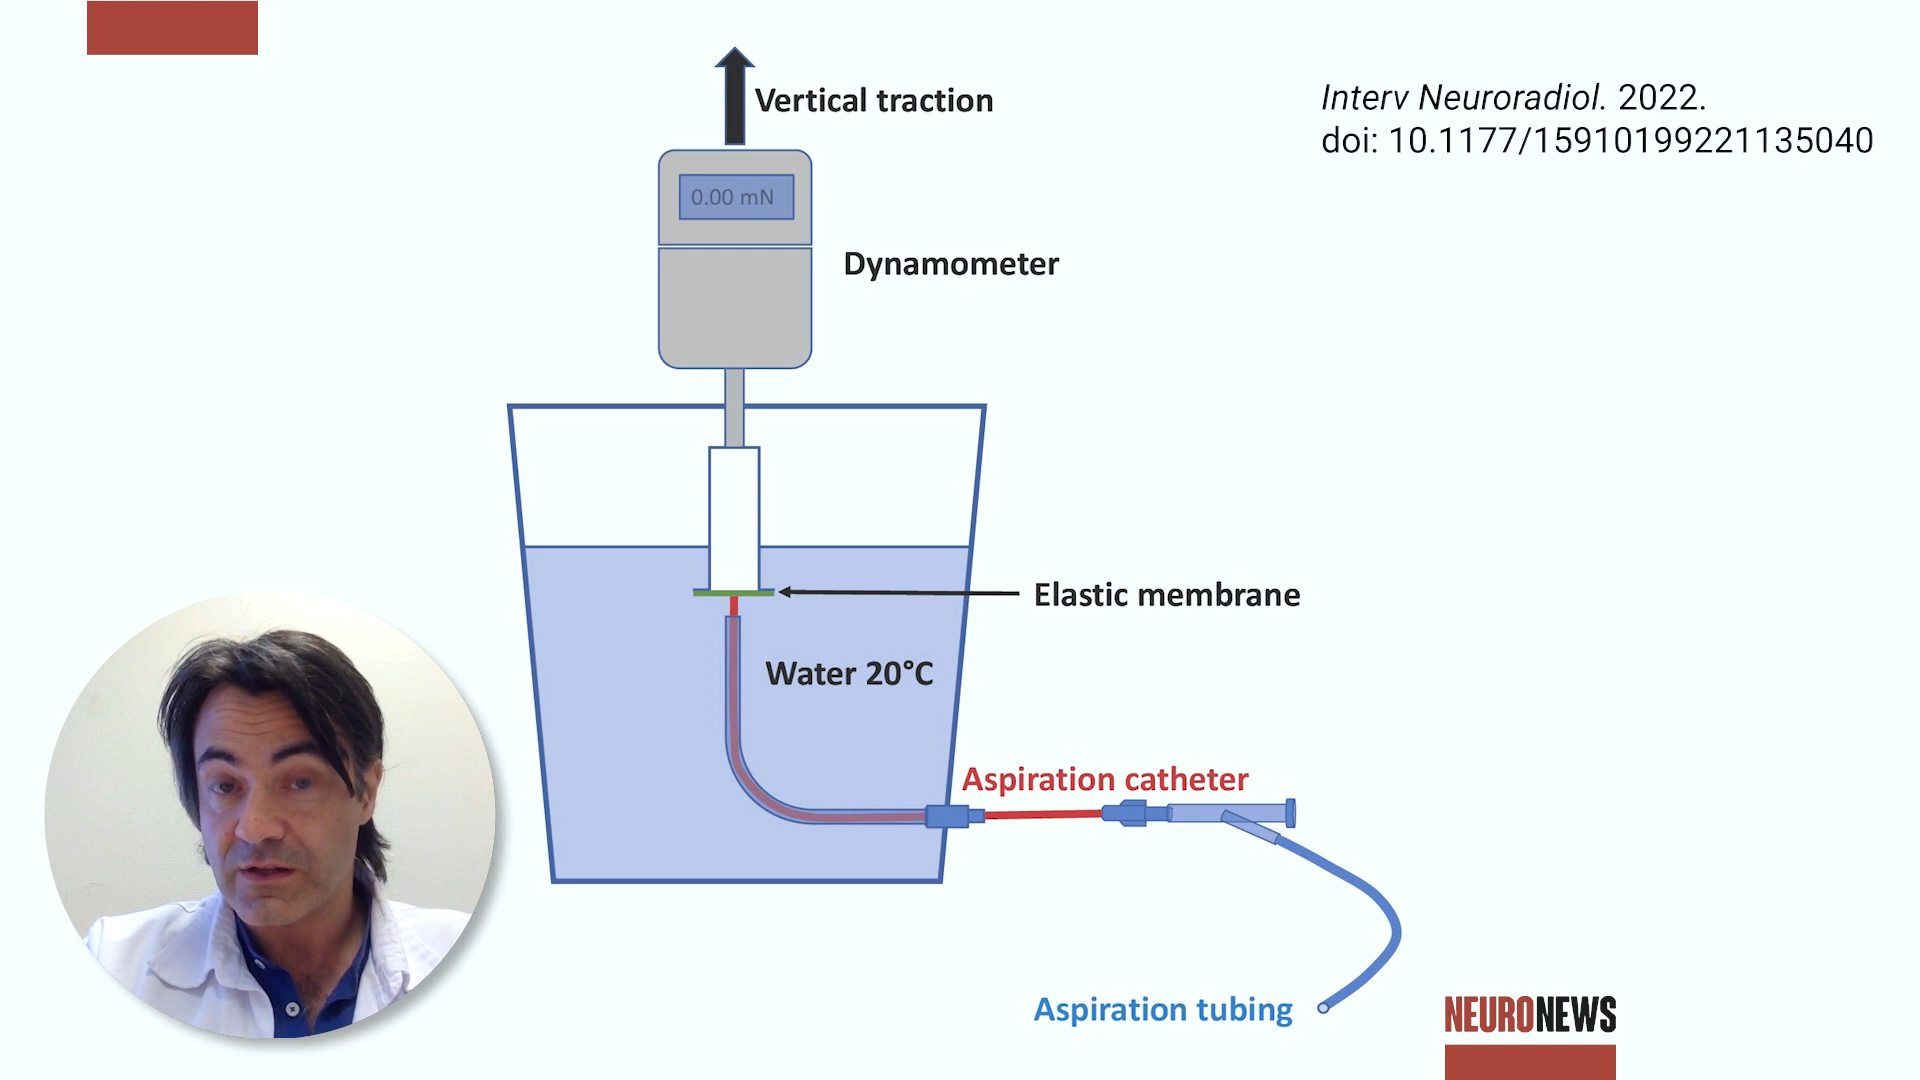 Vertical traction
Interv Neuroradiol. 2022.
doi: 10.1177/15910199221135040
0.00 mN
Dynamometer
Elastic membrane
Water 20°C
Aspiration catheter
Aspiration tubing
NEURONEWS